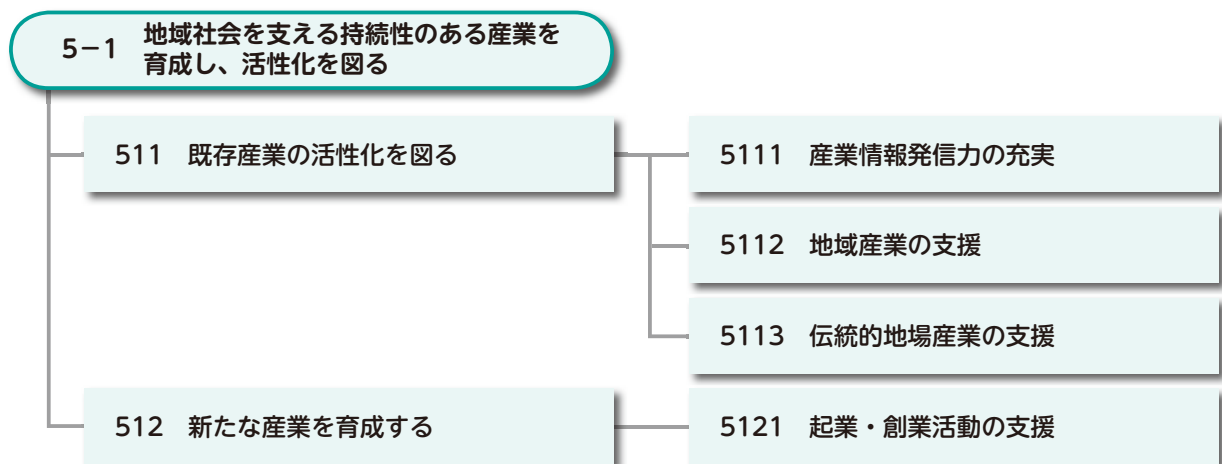 5－1 地域社会を支える持続性のある産業を
育成し、活性化を図る
511 既存産業の活性化を図る
5111 産業情報発信力の充実
5112 地域産業の支援
5113 伝統的地場産業の支援
512 新たな産業を育成する
5121 起業・創業活動の支援